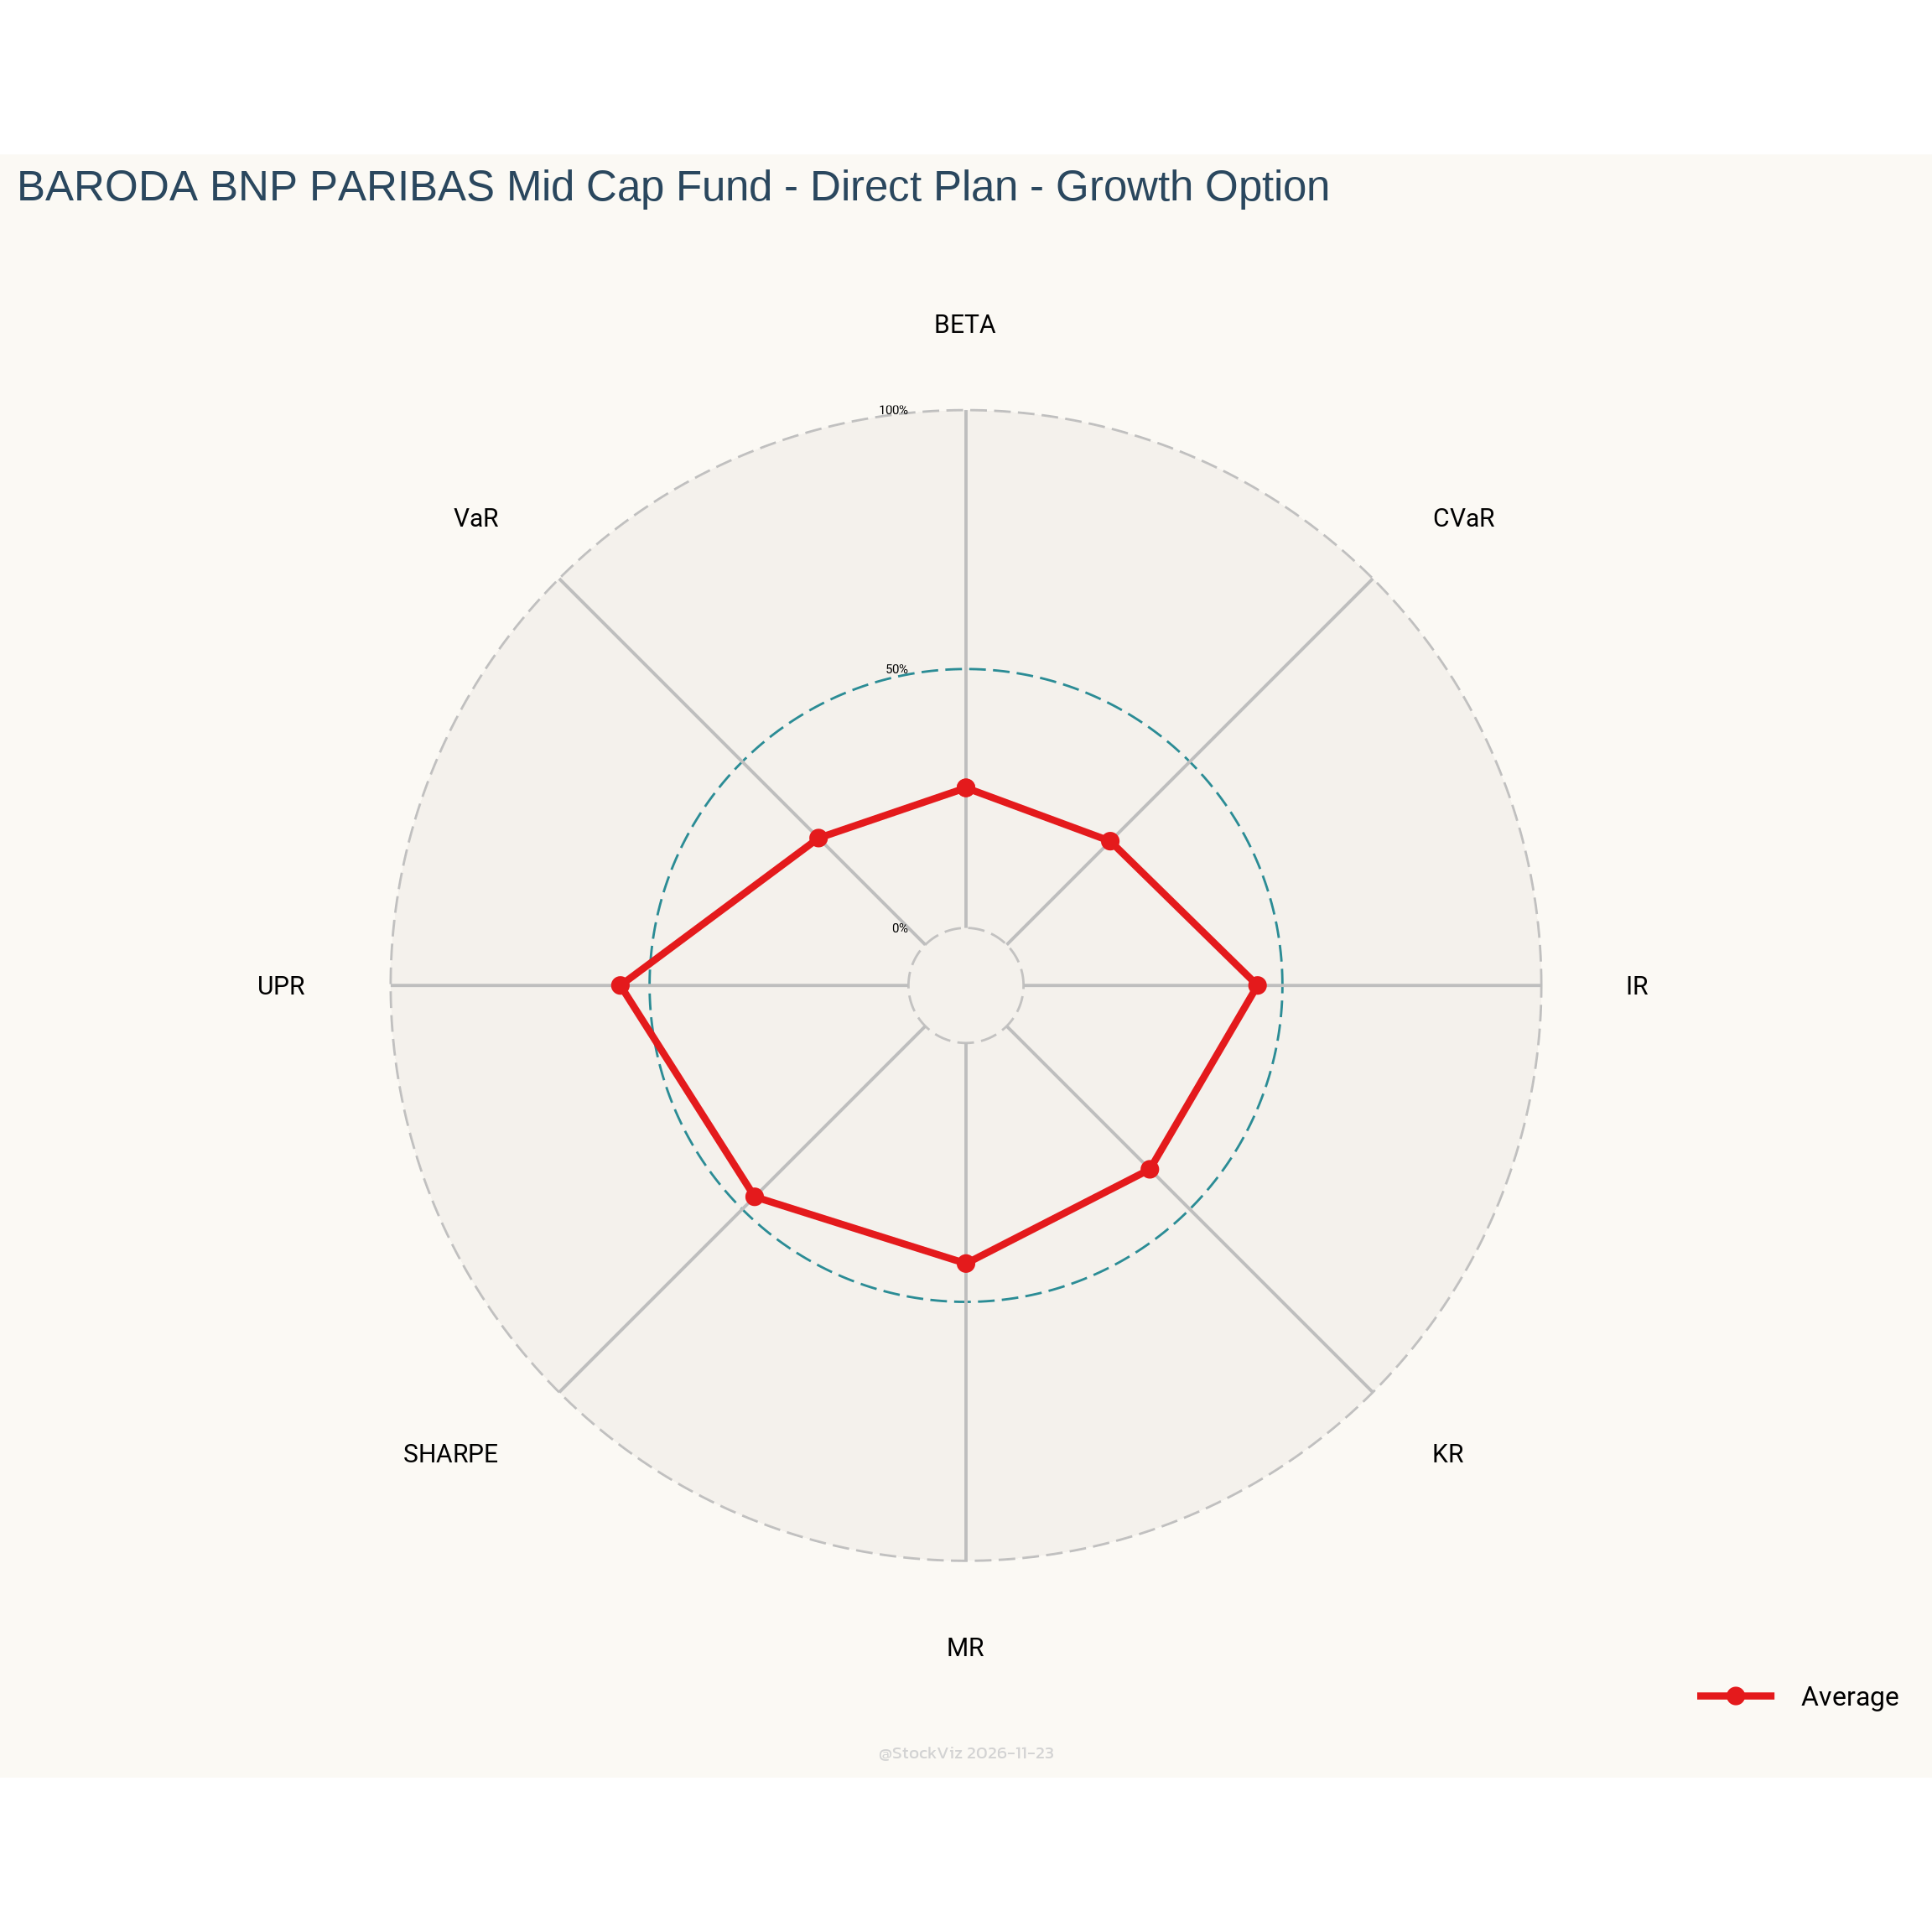 BARODA BNP PARIBAS Mid Cap Fund - Direct Plan - Growth Option
BETA
100%
VaR
CVaR
50%
0%
UPR
IR
SHARPE
KR
MR
Average
@StockViz 2026-11-23